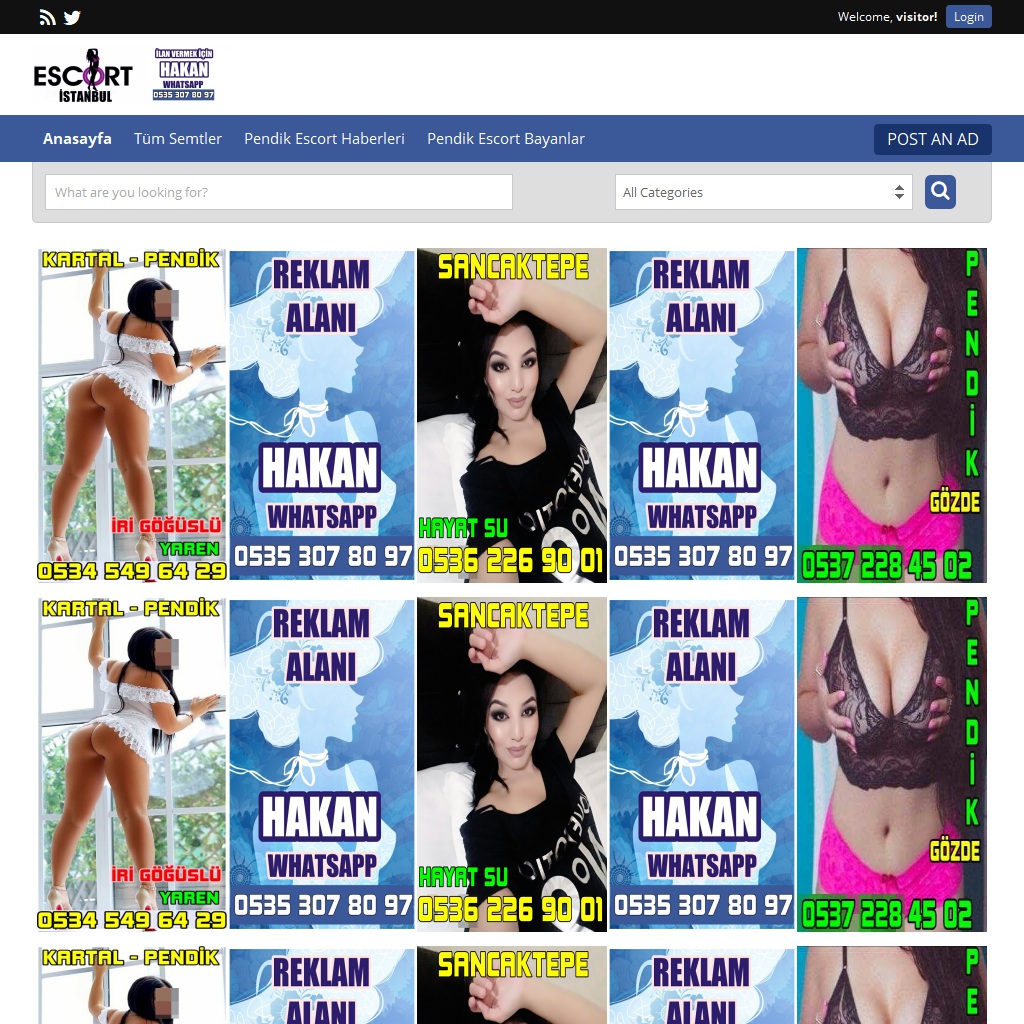 Welcome, visitor! Login
ESCORT
İSTANBUL
İLAN VERMEK İÇİN
HAKAN
WHATSAPP
0535 307 80 97
Anasayfa Tüm Semtler Pendik Escort Haberleri Pendik Escort Bayanlar POST AN AD
What are you looking for? All Categories
KARTAL - PENDİK
İRİ GÖĞÜSLÜ
YAREN
0534 549 64 29
REKLAM
ALANI
HAKAN
WHATSAPP
0535 307 80 97
SANCAKTEPE
HAYAT SU
0536 226 90 01
REKLAM
ALANI
HAKAN
WHATSAPP
0535 307 80 97
PENDİK
GÖZDE
0537 228 45 02
KARTAL - PENDİK
İRİ GÖĞÜSLÜ
YAREN
0534 549 64 29
REKLAM
ALANI
HAKAN
WHATSAPP
0535 307 80 97
SANCAKTEPE
HAYAT SU
0536 226 90 01
REKLAM
ALANI
HAKAN
WHATSAPP
0535 307 80 97
PENDİK
GÖZDE
0537 228 45 02
KARTAL - PENDİK
REKLAM
ALANI
SANCAKTEPE
REKLAM
ALANI
PE